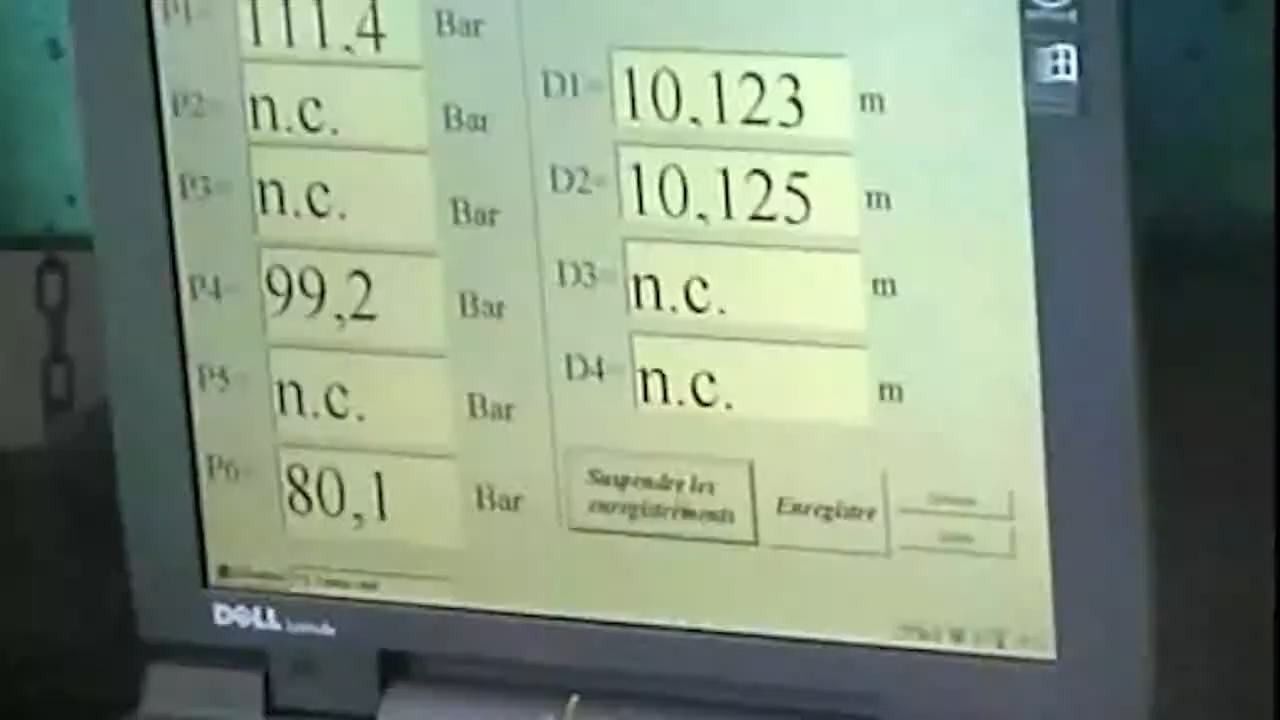 P1= 111.4 Bar
P2= n.c. Bar
P3= n.c. Bar
P4= 99,2 Bar
P5= n.c. Bar
P6= 80,1 Bar
D1= 10,123 m
D2= 10,125 m
D3= n.c. m
D4= n.c. m
Suspendre les
enregistrements
Enregistre
DELL Latitude